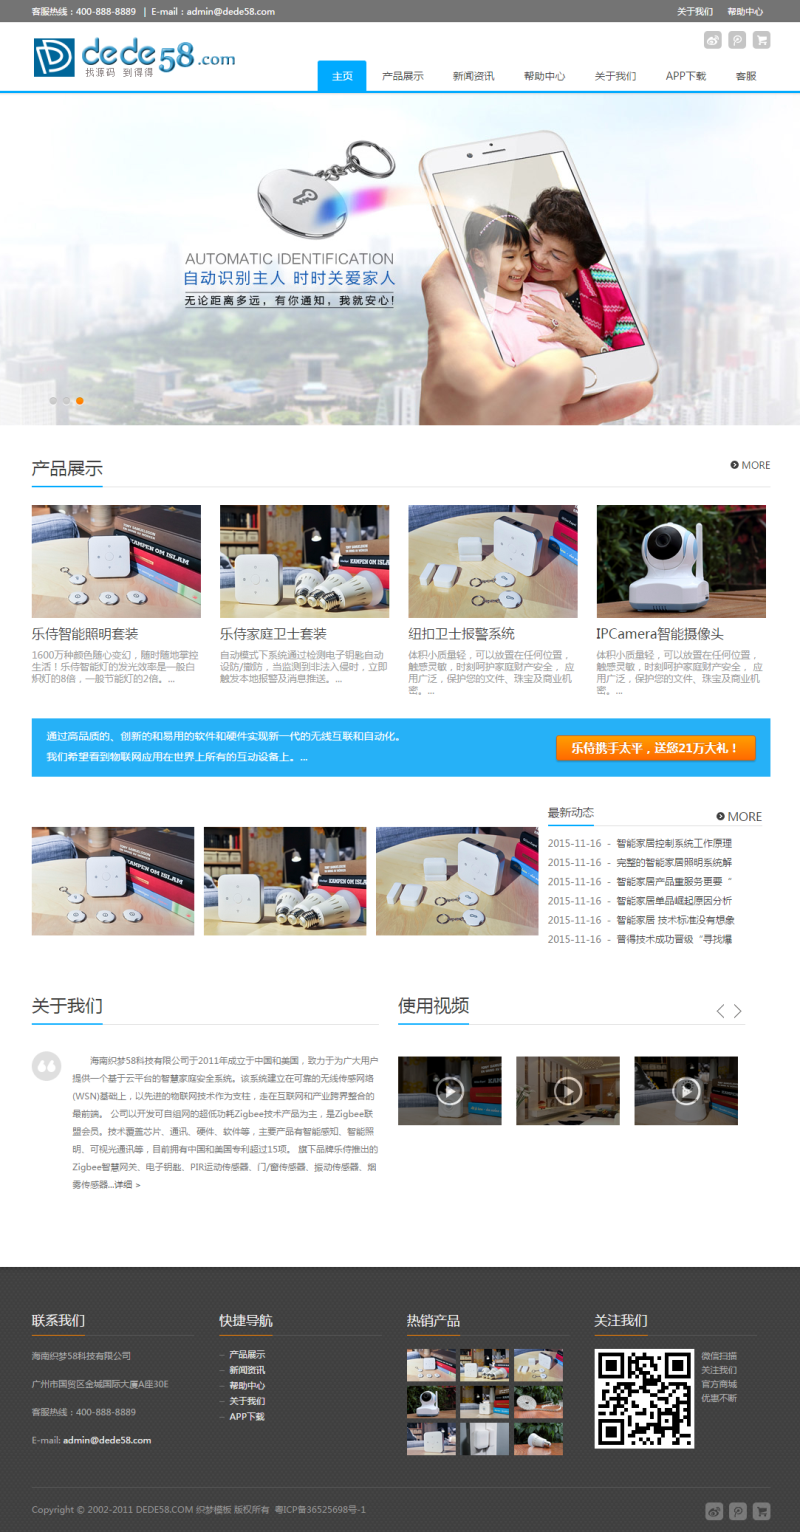 客服热线：400-888-8889 | E-mail：admin@dede58.com
关于我们 帮助中心
dede58.com
找源码 到得得
主页 产品展示 新闻资讯 帮助中心 关于我们 APP下载 客服
AUTOMATIC IDENTIFICATION
自动识别主人 时时关爱家人
无论距离多远，有你通知，我就安心!
产品展示
MORE
乐侍智能照明套装
1600万种颜色随心变幻，随时随地掌控
生活！乐侍智能灯的发光效率是一般白
炽灯的8倍，一般节能灯的2倍。...
乐侍家庭卫士套装
自动模式下系统通过检测电子钥匙自动
设防/撤防，当监测到非法入侵时，立即
触发本地报警及消息推送。...
纽扣卫士报警系统
体积小质量轻，可以放置在任何位置，
触感灵敏，时刻呵护家庭财产安全， 应
用广泛，保护您的文件、珠宝及商业机
密。...
IPCamera智能摄像头
体积小质量轻，可以放置在任何位置，
触感灵敏，时刻呵护家庭财产安全， 应
用广泛，保护您的文件、珠宝及商业机
密。...
通过高品质的、创新的和易用的软件和硬件实现新一代的无线互联和自动化。
我们希望看到物联网应用在世界上所有的互动设备上。...
乐侍携手太平，送您21万大礼！
最新动态
MORE
2015-11-16 - 智能家居控制系统工作原理
2015-11-16 - 完整的智能家居照明系统解
2015-11-16 - 智能家居产品重服务更要“
2015-11-16 - 智能家居单品崛起原因分析
2015-11-16 - 智能家居 技术标准没有想象
2015-11-16 - 普得技术成功晋级“寻找爆
关于我们
海南织梦58科技有限公司于2011年成立于中国和美国，致力于为广大用户
提供一个基于云平台的智慧家庭安全系统。该系统建立在可靠的无线传感网络
(WSN)基础上，以先进的物联网技术作为支柱，走在互联网和产业跨界整合的
最前端。 公司以开发可自组网的超低功耗Zigbee技术产品为主，是Zigbee联
盟会员。技术覆盖芯片、通讯、硬件、软件等，主要产品有智能感知、智能照
明、可视光通讯等，目前拥有中国和美国专利超过15项。 旗下品牌乐侍推出的
Zigbee智慧网关、电子钥匙、PIR运动传感器、门/窗传感器、振动传感器、烟
雾传感器...详细 >
使用视频
联系我们
海南织梦58科技有限公司
广州市国贸区金城国际大厦A座30E
客服热线：400-888-8889
E-mail: admin@dede58.com
快捷导航
– 产品展示
– 新闻资讯
– 帮助中心
– 关于我们
– APP下载
热销产品
关注我们
微信扫描
关注我们
官方商城
优惠不断
Copyright © 2002-2011 DEDE58.COM 织梦模板 版权所有 粤ICP备36525698号-1